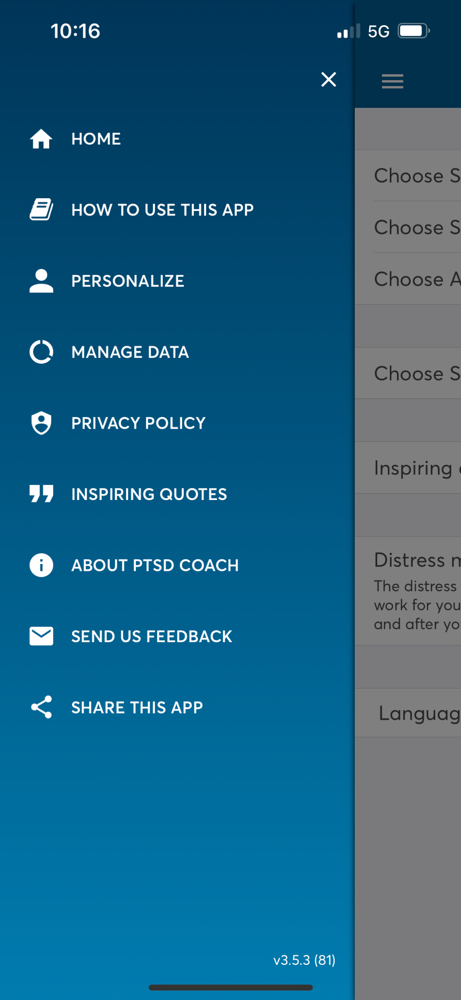 10:16
5G
HOME
HOW TO USE THIS APP
PERSONALIZE
MANAGE DATA
PRIVACY POLICY
INSPIRING QUOTES
ABOUT PTSD COACH
SEND US FEEDBACK
SHARE THIS APP
v3.5.3 (81)
Choose S
Choose S
Choose A
Choose S
Inspiring
Distress
The distress
work for you
and after yo
Languag